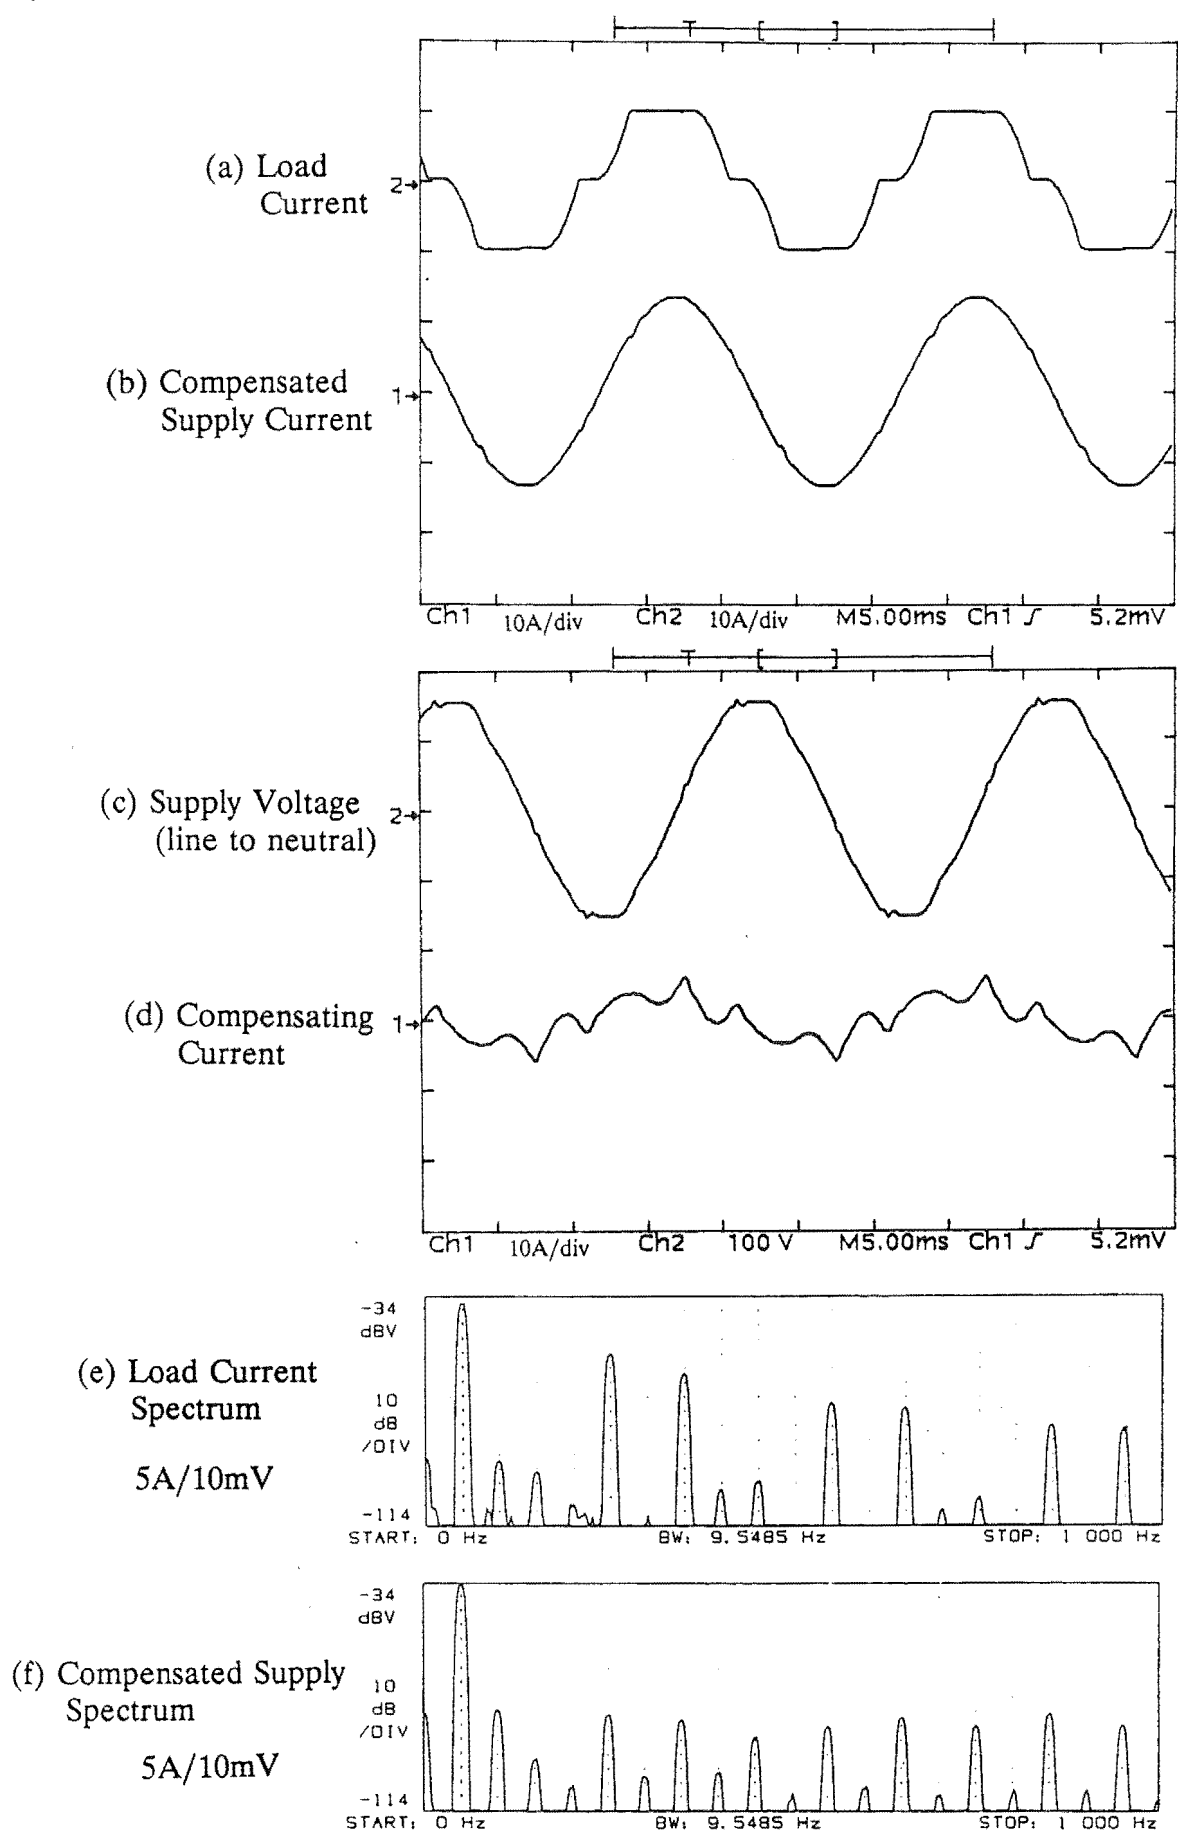 (a) Load
Current
2→
(b) Compensated
Supply Current
1→
Ch1 10A/div Ch2 10A/div M5.00ms Ch1 ∫ 5.2mV
(c) Supply Voltage
(line to neutral)
2→
(d) Compensating
Current
1→
Ch1 10A/div Ch2 100 V M5.00ms Ch1 ∫ 5.2mV
(e) Load Current
Spectrum
5A/10mV
-34
dBV
10
dB
/DIV
-114
START: 0 Hz BW: 9.5485 Hz STOP: 1 000 Hz
(f) Compensated Supply
Spectrum
5A/10mV
-34
dBV
10
dB
/DIV
-114
START: 0 Hz BW: 9.5485 Hz STOP: 1 000 Hz